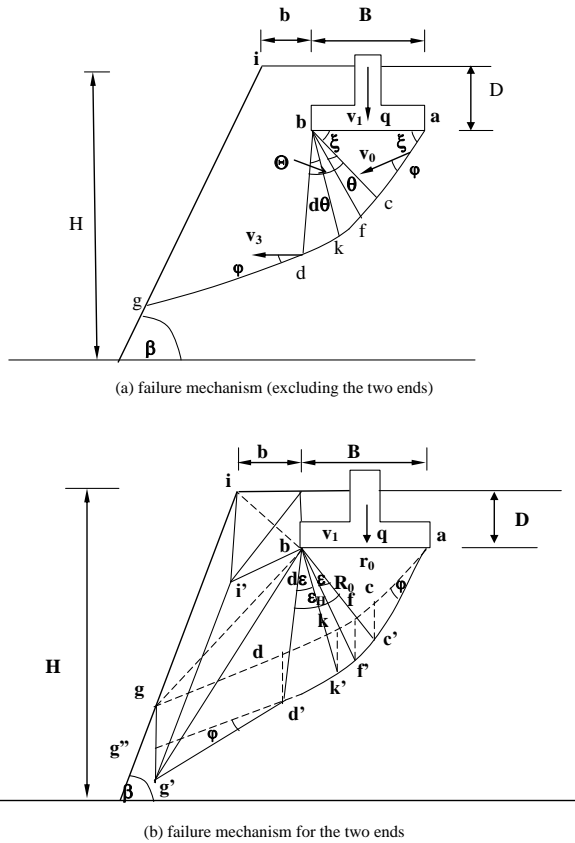 b B
i
D
v₁ q a
b
ξ ξ
Θ v₀
θ φ
H c
dθ
f
v₃ k
d
φ
g
β
(a) failure mechanism (excluding the two ends)
b B
i
v₁ q D
b a
r₀
dε ε R₀ c φ
i' f
ε_H
k c'
H d f'
k'
g
d'
φ
g''
β g'
(b) failure mechanism for the two ends